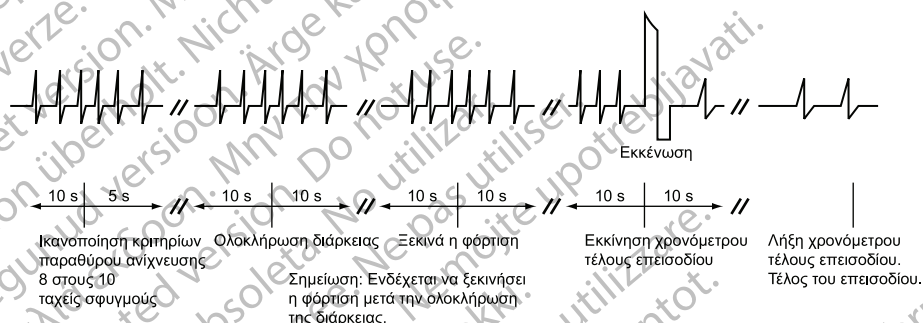 Εκκένωση
10 s 5 s 10 s 10 s 10 s 10 s 10 s 10 s
Ικανοποίηση κριτηρίων
παραθύρου ανίχνευσης
8 στους 10
ταχείς σφυγμούς
Ολοκλήρωση διάρκειας
Ξεκινά η φόρτιση
Σημείωση: Ενδέχεται να ξεκινήσει
η φόρτιση μετά την ολοκλήρωση
της διάρκειας.
Εκκίνηση χρονόμετρου
τέλους επεισοδίου
Λήξη χρονόμετρου
τέλους επεισοδίου.
Τέλος του επεισοδίου.